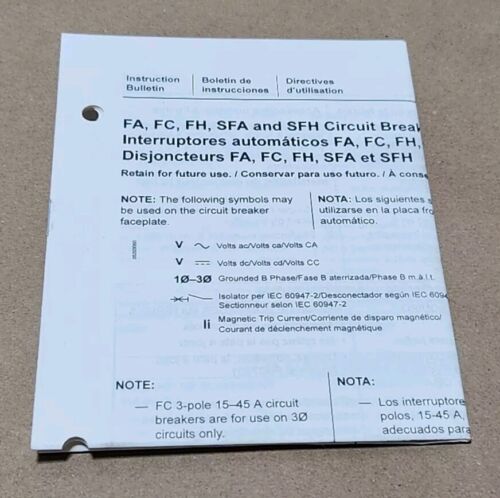 Instruction Bulletin
Boletin de instrucciones
Directives d'utilisation
FA, FC, FH, SFA and SFH Circuit Break
Interruptores automáticos FA, FC, FH,
Disjoncteurs FA, FC, FH, SFA et SFH
Retain for future use. / Conservar para uso futuro. / À cons
NOTE: The following symbols may
be used on the circuit breaker
faceplate.
NOTA: Los siguientes s
utilizarse en la placa fro
automático.
V Volts ac/Volts ca/Volts CA
V Volts dc/Volts cd/Volts CC
1Ø–3Ø Grounded B Phase/Fase B aterrizada/Phase B m.à.l.t.
Isolator per IEC 60947-2/Desconectador según IEC 6094
Sectionneur selon IEC 60947-2
Ii Magnetic Trip Current/Corriente de disparo magnético/
Courant de déclenchement magnétique
NOTE:
— FC 3-pole 15–45 A circuit
breakers are for use on 3Ø
circuits only.
NOTA:
— Los interruptore
polos, 15-45 A,
adecuados para